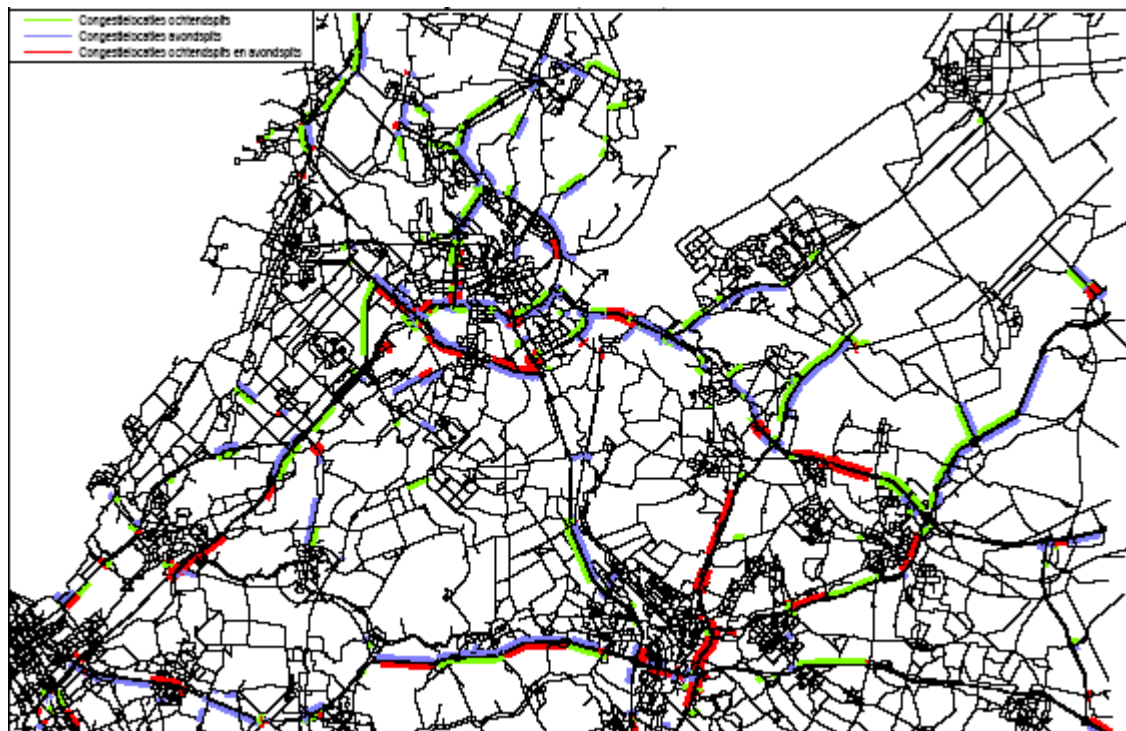 Congestielocaties ochtendspits
Congestielocaties avondspits
Congestielocaties ochtendspits en avondspits